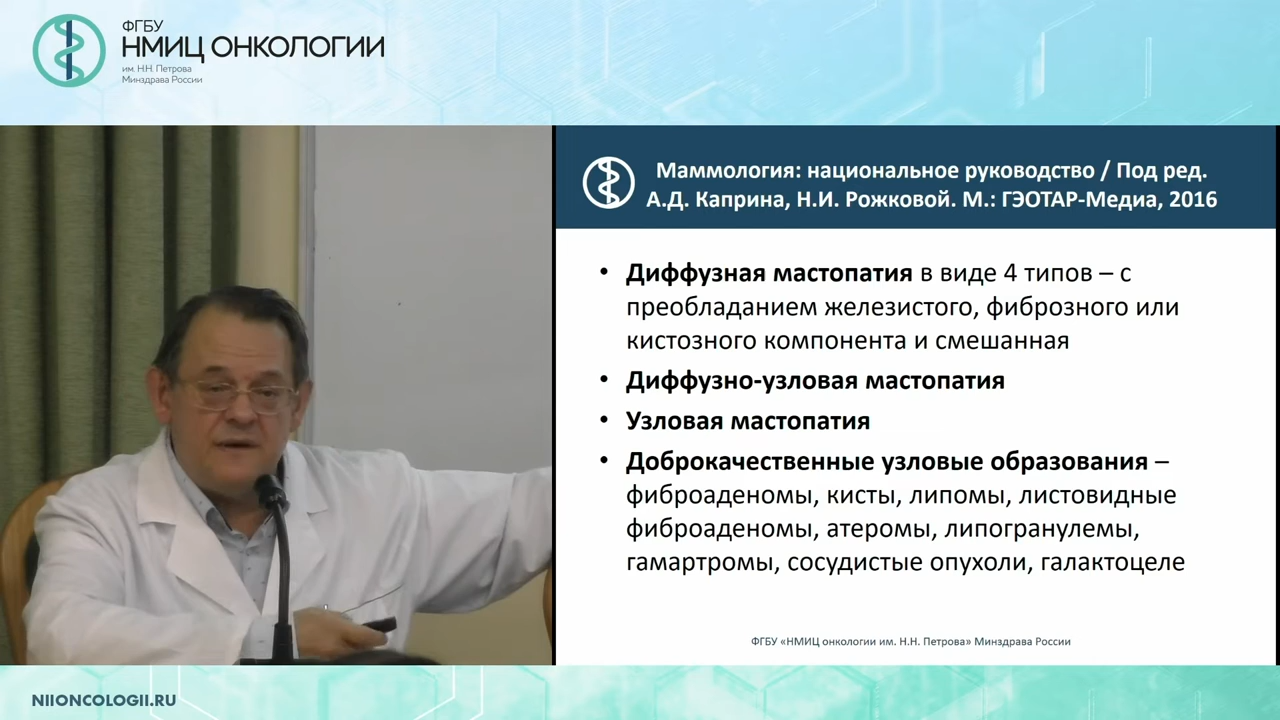 ФГБУ
НМИЦ ОНКОЛОГИИ
им. Н.Н. Петрова
Минздрава России
Маммология: национальное руководство / Под ред.
А.Д. Каприна, Н.И. Рожковой. М.: ГЭОТАР-Медиа, 2016
• Диффузная мастопатия в виде 4 типов – с
преобладанием железистого, фиброзного или
кистозного компонента и смешанная
• Диффузно-узловая мастопатия
• Узловая мастопатия
• Доброкачественные узловые образования –
фиброаденомы, кисты, липомы, листовидные
фиброаденомы, атеромы, липогранулемы,
гамартромы, сосудистые опухоли, галактоцеле
ФГБУ «НМИЦ онкологии им. Н.Н. Петрова» Минздрава России
NIIONCOLOGII.RU